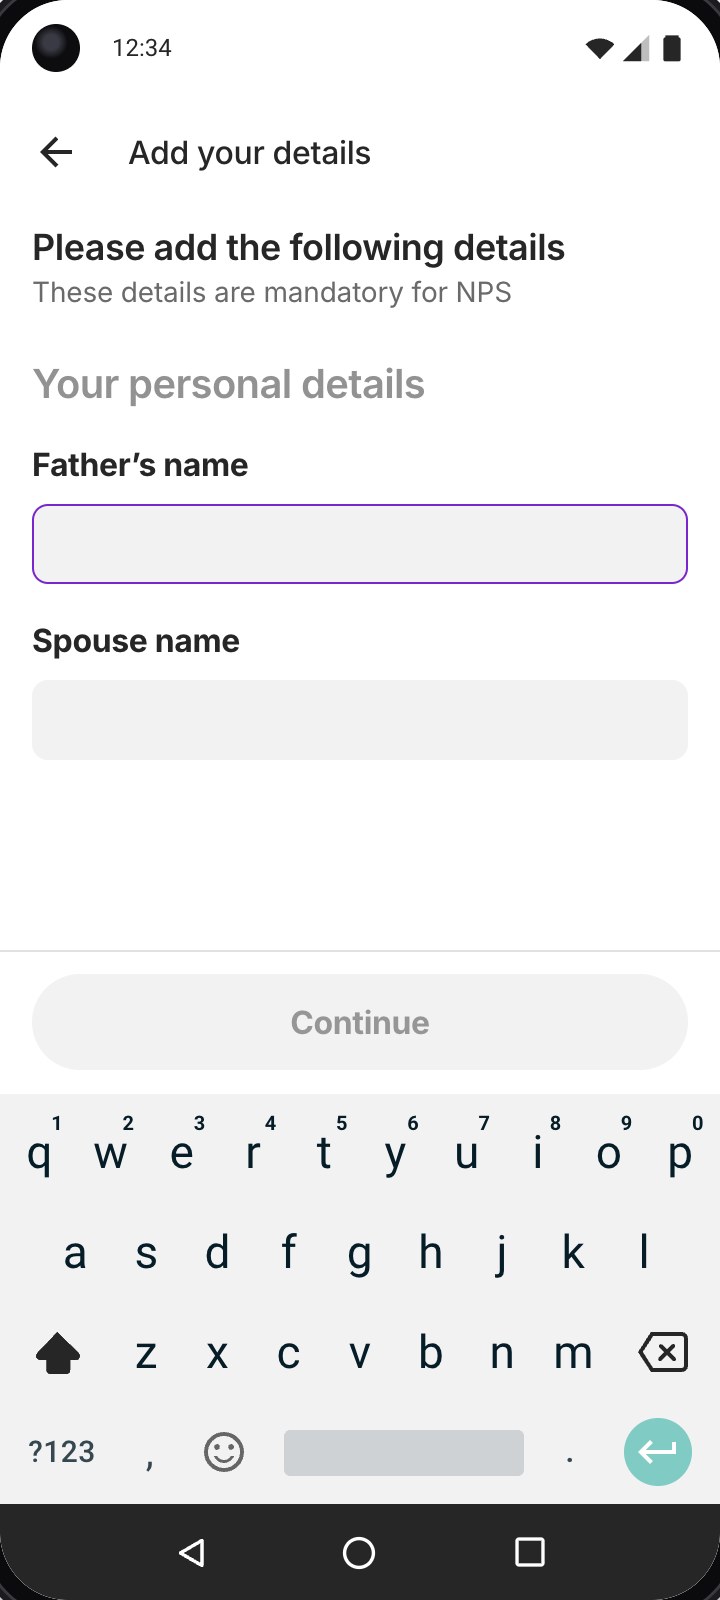 12:34
Add your details
Please add the following details
These details are mandatory for NPS
Your personal details
Father’s name
Spouse name
Continue
1 2 3 4 5 6 7 8 9 0
q w e r t y u i o p
a s d f g h j k l
z x c v b n m
?123 , .